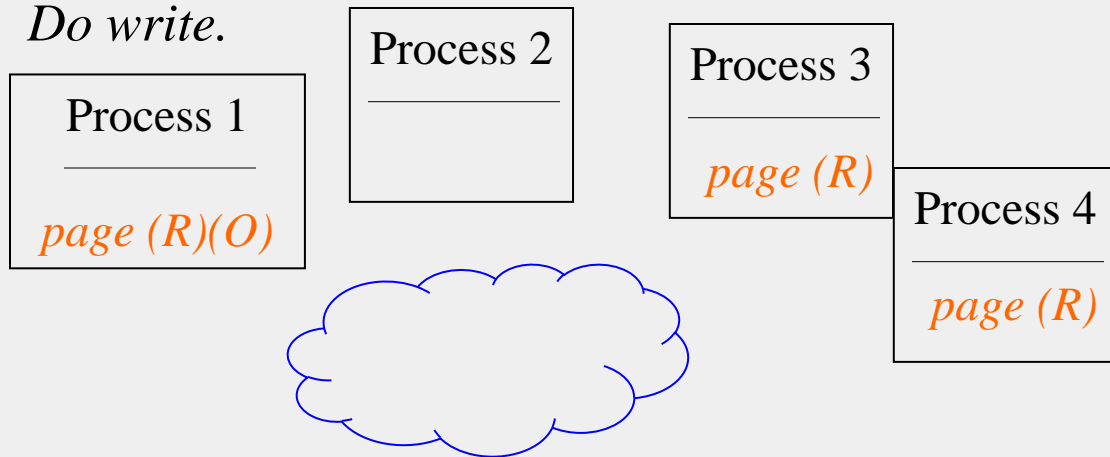 Do write.
Process 1
page (R)(O)
Process 2
Process 3
page (R)
Process 4
page (R)